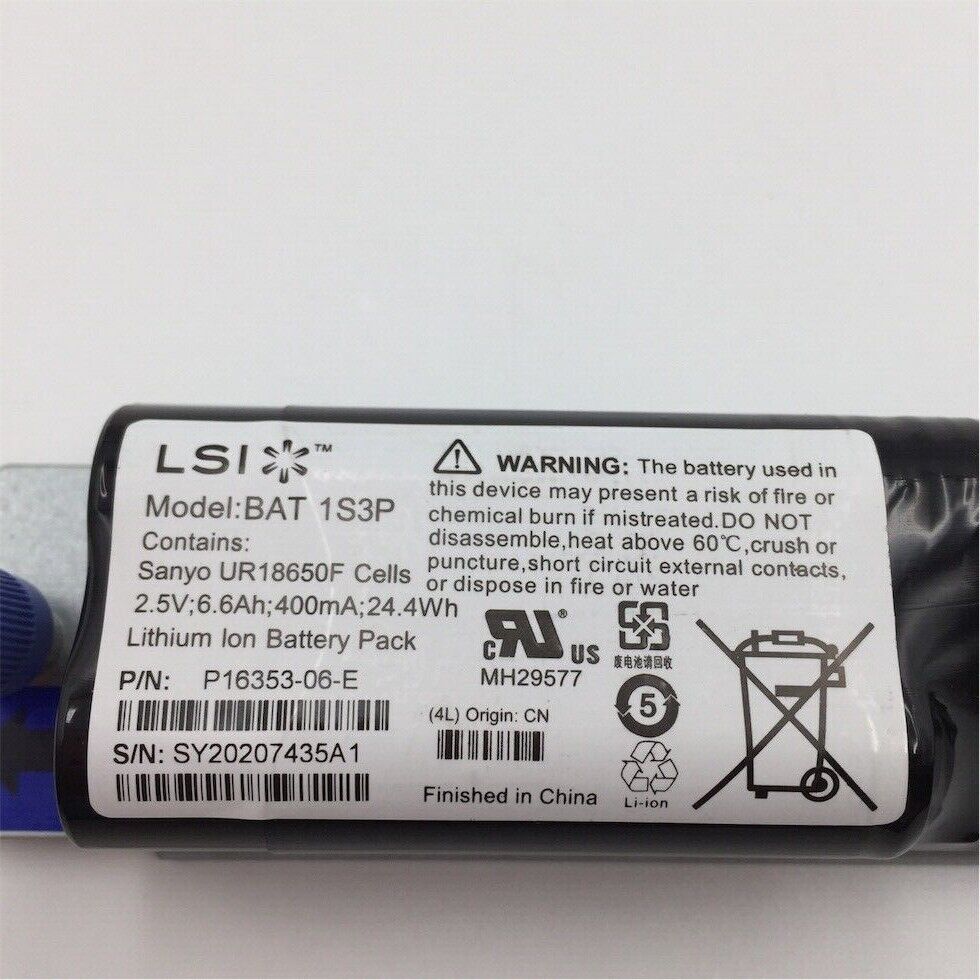 LSI ™
Model:BAT 1S3P
Contains:
Sanyo UR18650F Cells
2.5V;6.6Ah;400mA;24.4Wh
Lithium Ion Battery Pack
P/N: P16353-06-E
S/N: SY20207435A1
WARNING: The battery used in
this device may present a risk of fire or
chemical burn if mistreated.DO NOT
disassemble,heat above 60℃,crush or
puncture,short circuit external contacts,
or dispose in fire or water
c RU ® US
MH29577
(4L) Origin: CN
Finished in China
废电池请回收
5
Li-ion